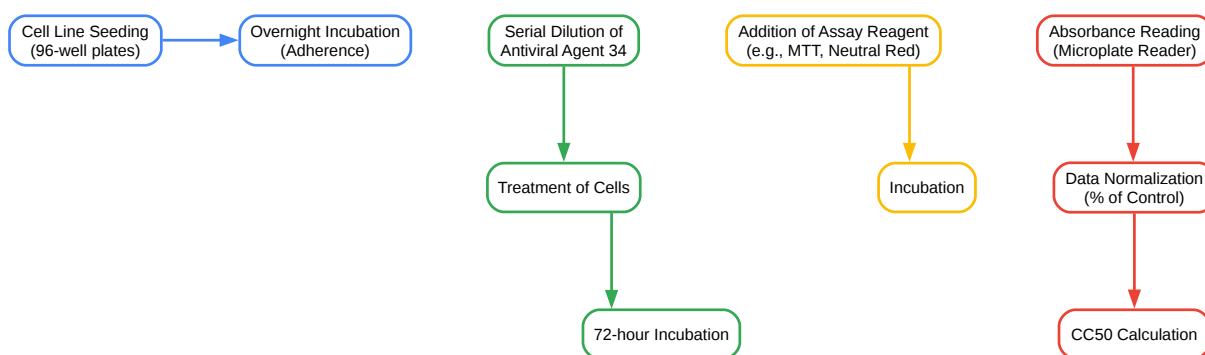 Cell Line Seeding
(96-well plates)
Overnight Incubation
(Adherence)
Serial Dilution of
Antiviral Agent 34
Treatment of Cells
72-hour Incubation
Addition of Assay Reagent
(e.g., MTT, Neutral Red)
Incubation
Absorbance Reading
(Microplate Reader)
Data Normalization
(% of Control)
CC50 Calculation